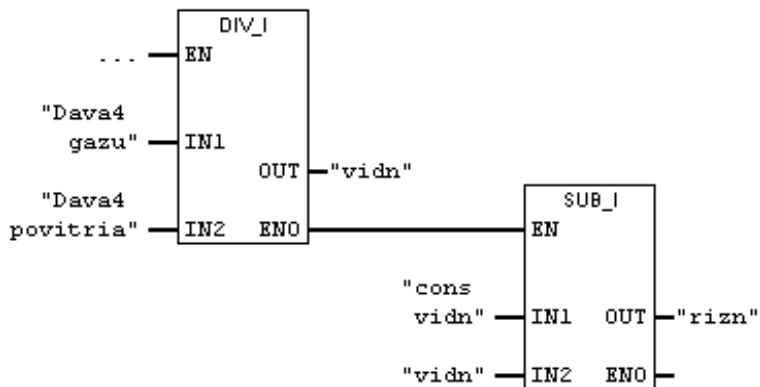 DIV_I
... EN
"Dava4
gazu" IN1
OUT "vidn"
"Dava4
povitria" IN2 ENO
SUB_I
EN
"cons
vidn" IN1 OUT "rizn"
"vidn" IN2 ENO